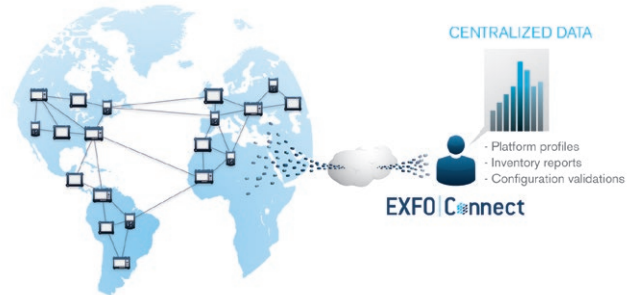 CENTRALIZED DATA
- Platform profiles
- Inventory reports
- Configuration validations
EXFO|Connect